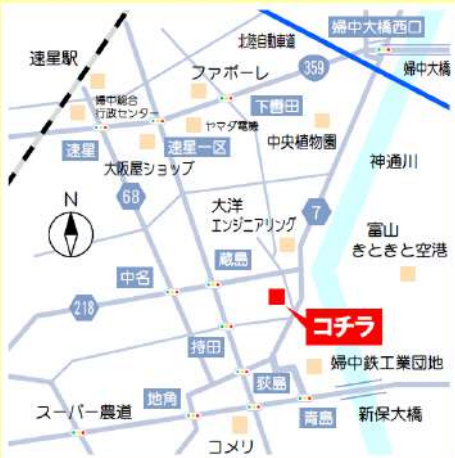 婦中大橋西口
北陸自動車道
速星駅
359
婦中大橋
ファボーレ
婦中総合
行政センター
下轡田
ヤマダ電機
速星
速星一区
中央植物園
大阪屋ショップ
神通川
68
N
大洋
エンジニアリング
7
富山
きときと空港
蔵島
中名
218
コチラ
持田
婦中鉄工業団地
荻島
地角
スーパー農道
青島
新保大橋
コメリ